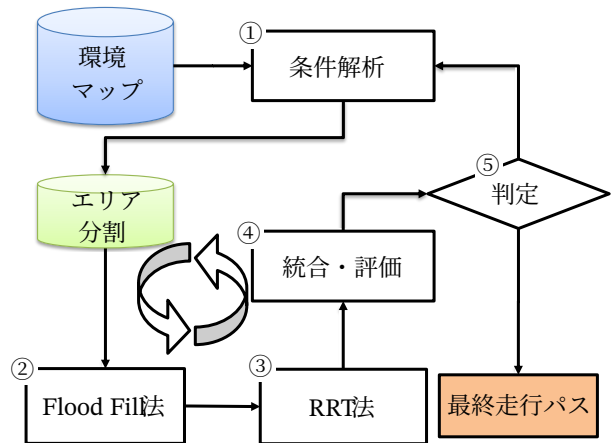 環境
マップ
①
条件解析
エリア
分割
⑤
判定
④
統合・評価
②
Flood Fill法
③
RRT法
最終走行パス